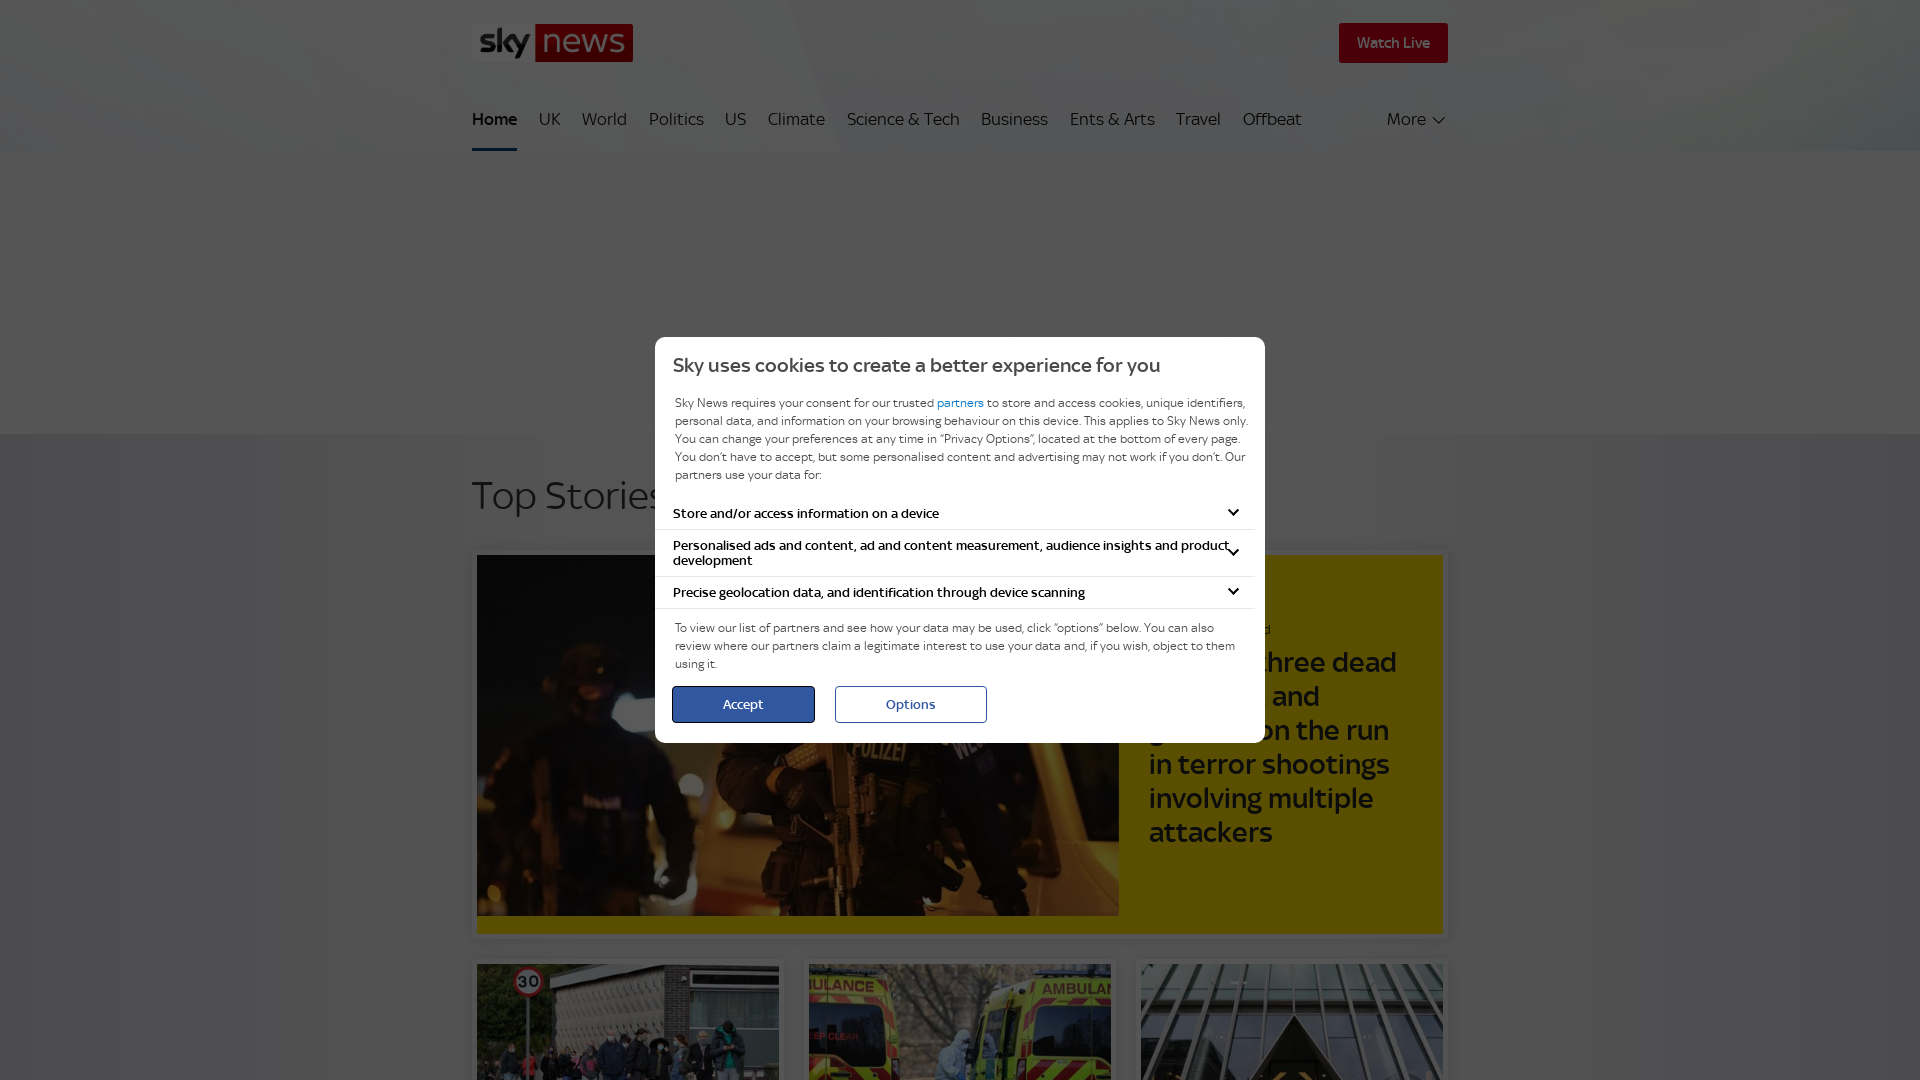 sky news
Watch Live
Home UK World Politics US Climate Science & Tech Business Ents & Arts Travel Offbeat More
Sky uses cookies to create a better experience for you
Sky News requires your consent for our trusted partners to store and access cookies, unique identifiers,
personal data, and information on your browsing behaviour on this device. This applies to Sky News only.
You can change your preferences at any time in “Privacy Options”, located at the bottom of every page.
You don’t have to accept, but some personalised content and advertising may not work if you don’t. Our
partners use your data for:
Top Stories
Store and/or access information on a device
Personalised ads and content, ad and content measurement, audience insights and product
development
Precise geolocation data, and identification through device scanning
To view our list of partners and see how your data may be used, click “options” below. You can also
review where our partners claim a legitimate interest to use your data and, if you wish, object to them
using it.
Accept
Options
three dead
and
on the run
in terror shootings
involving multiple
attackers
POLIZEI
30
AMBULANCE
KEEP CLEAN